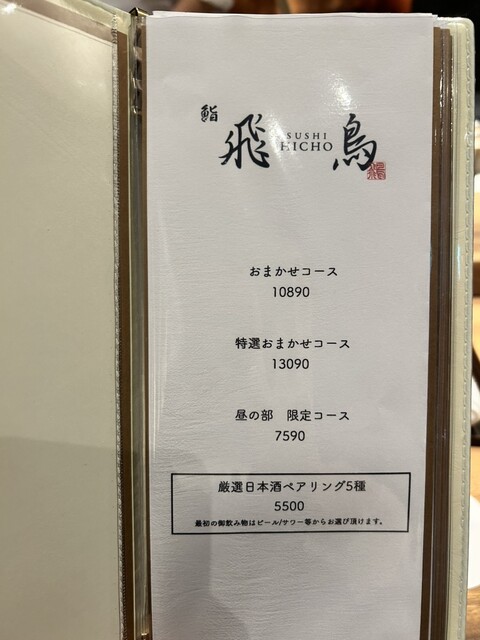 鮨
飛鳥
SUSHI
HICHO
おまかせコース
10890
特選おまかせコース
13090
昼の部 限定コース
7590
厳選日本酒ペアリング5種
5500
最初の御飲み物はビール/サワー等からお選び頂けます。